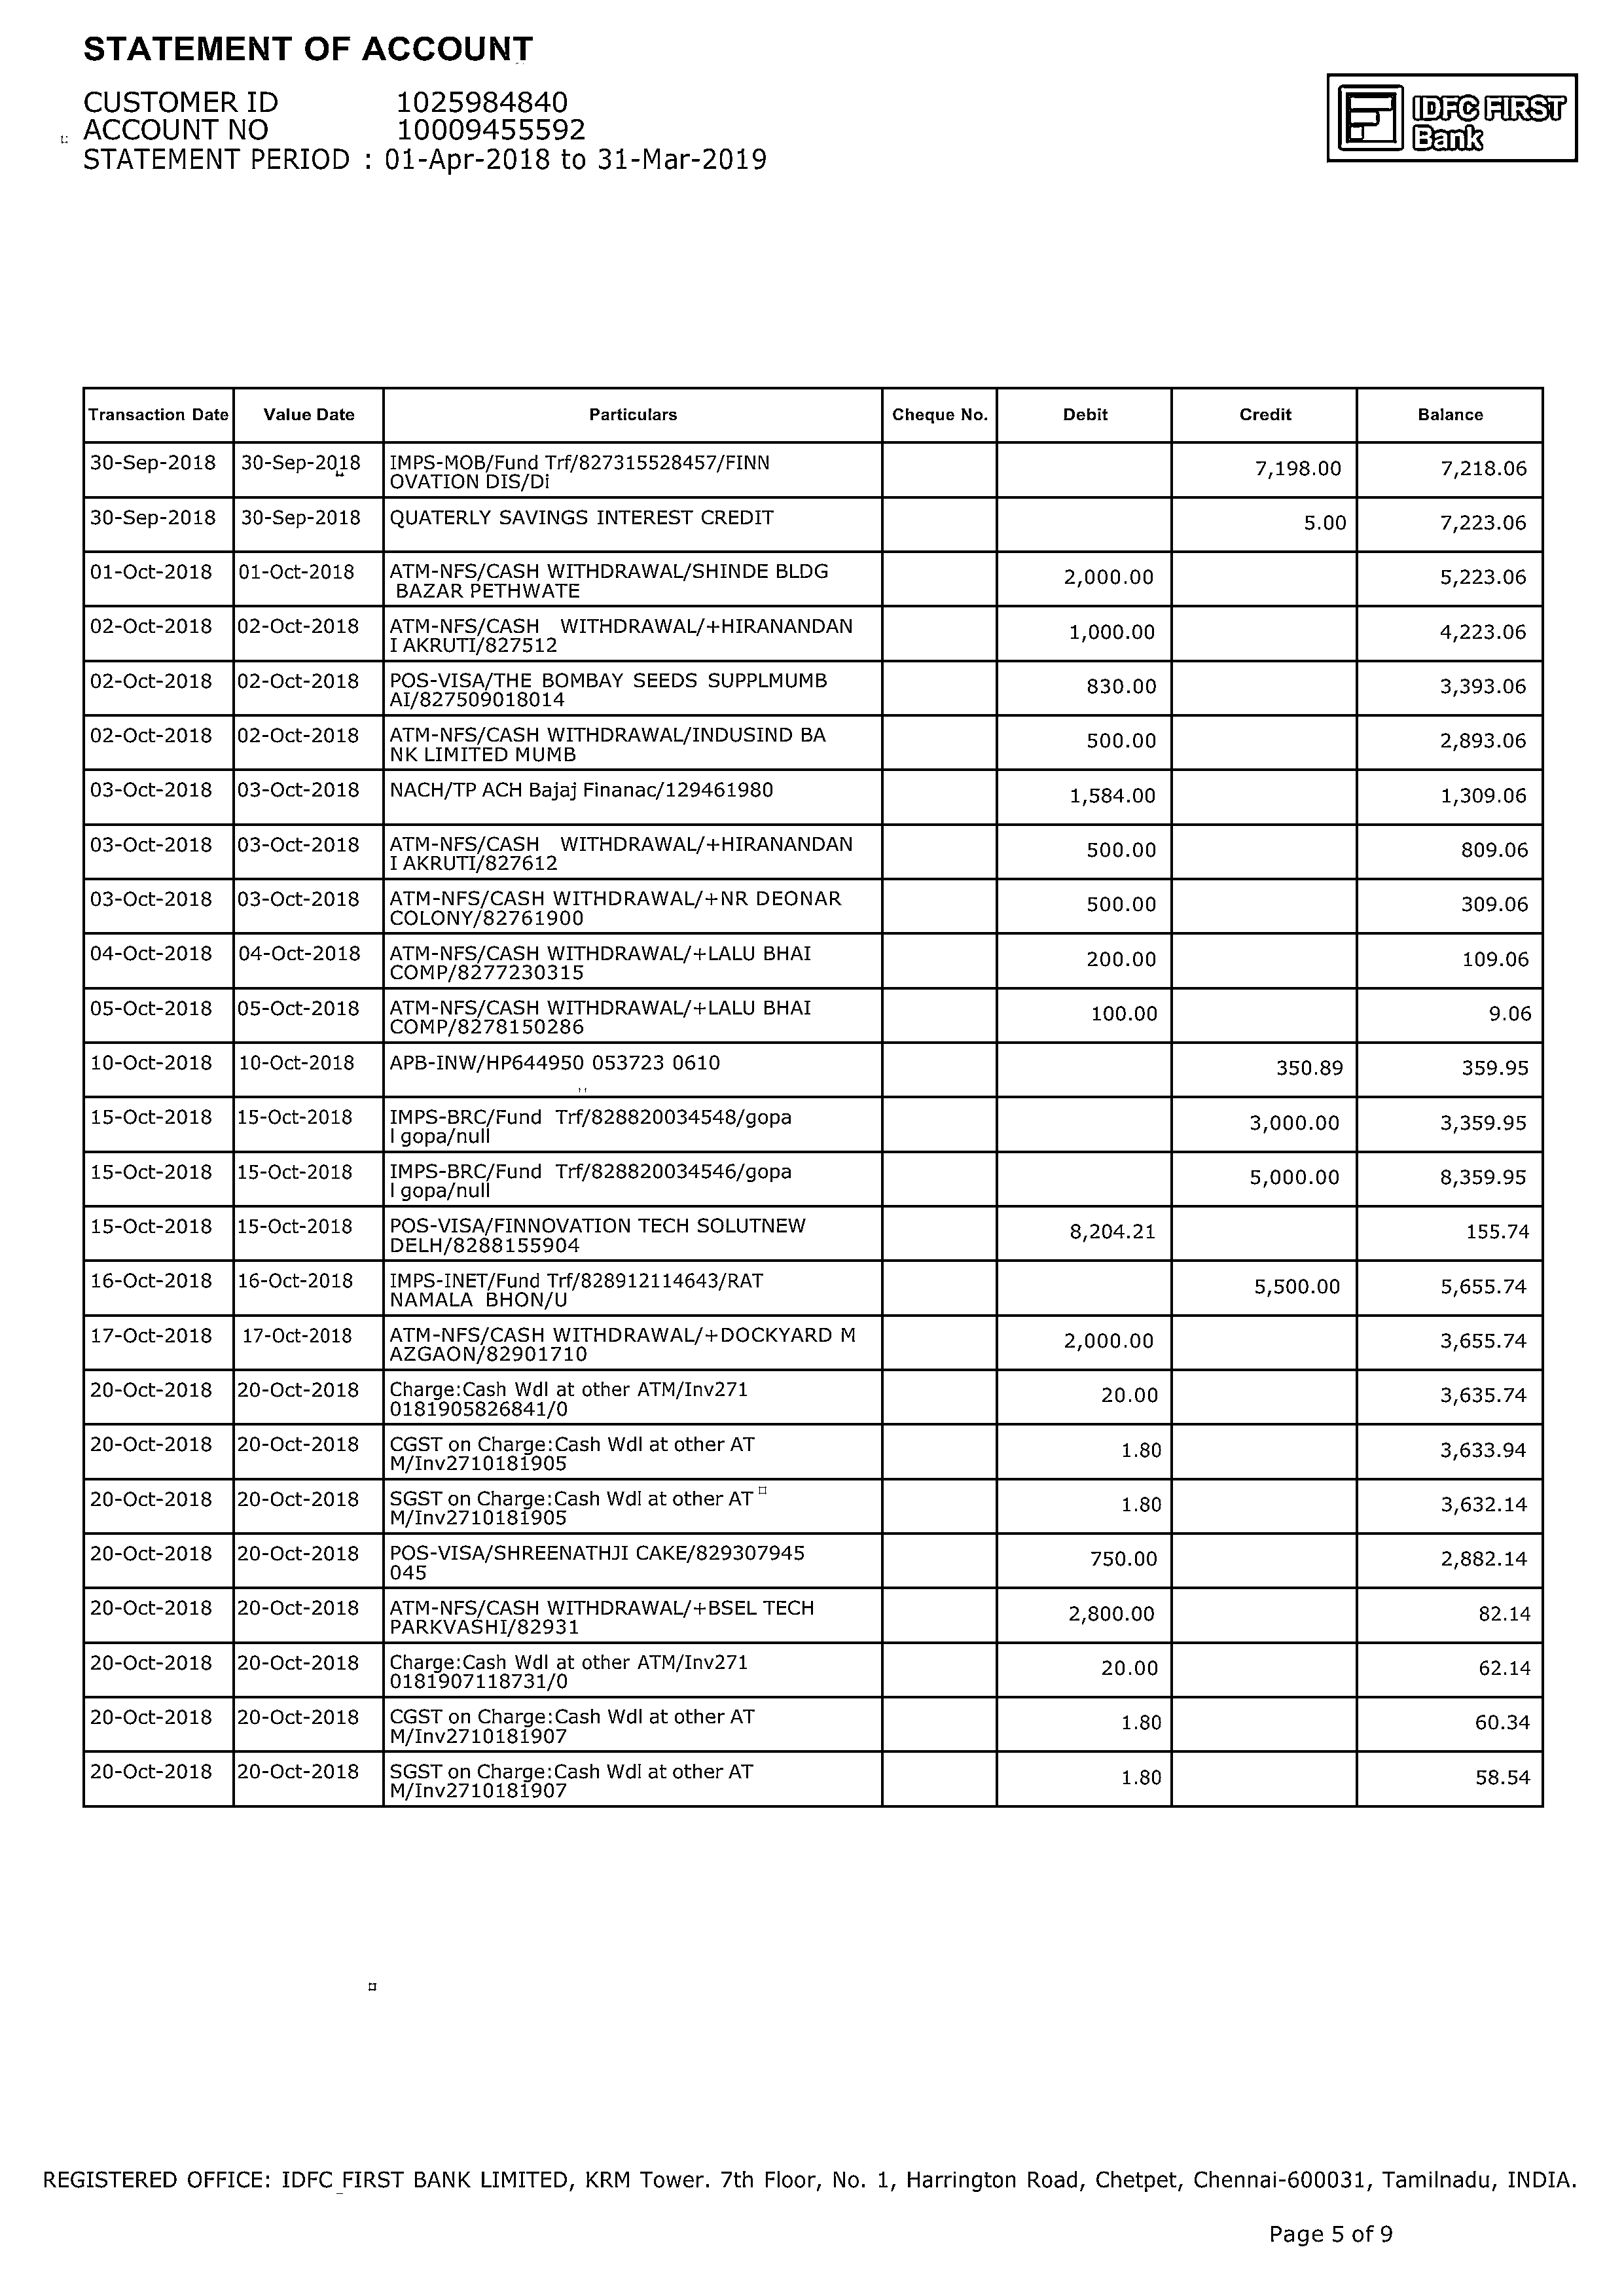 STATEMENT OF ACCOUNT
CUSTOMER ID 1025984840
ACCOUNT NO 10009455592
STATEMENT PERIOD : 01-Apr-2018 to 31-Mar-2019
IDFC FIRST
Bank
Transaction Date Value Date Particulars Cheque No. Debit Credit Balance
30-Sep-2018 30-Sep-2018 IMPS-MOB/Fund Trf/827315528457/FINN 7,198.00 7,218.06
OVATION DIS/Di
30-Sep-2018 30-Sep-2018 QUATERLY SAVINGS INTEREST CREDIT 5.00 7,223.06
01-Oct-2018 01-Oct-2018 ATM-NFS/CASH WITHDRAWAL/SHINDE BLDG 2,000.00 5,223.06
BAZAR PETHWATE
02-Oct-2018 02-Oct-2018 ATM-NFS/CASH WITHDRAWAL/+HIRANANDAN 1,000.00 4,223.06
I AKRUTI/827512
02-Oct-2018 02-Oct-2018 POS-VISA/THE BOMBAY SEEDS SUPPLMUMB 830.00 3,393.06
AI/827509018014
02-Oct-2018 02-Oct-2018 ATM-NFS/CASH WITHDRAWAL/INDUSIND BA 500.00 2,893.06
NK LIMITED MUMB
03-Oct-2018 03-Oct-2018 NACH/TP ACH Bajaj Finanac/129461980 1,584.00 1,309.06
03-Oct-2018 03-Oct-2018 ATM-NFS/CASH WITHDRAWAL/+HIRANANDAN 500.00 809.06
I AKRUTI/827612
03-Oct-2018 03-Oct-2018 ATM-NFS/CASH WITHDRAWAL/+NR DEONAR 500.00 309.06
COLONY/82761900
04-Oct-2018 04-Oct-2018 ATM-NFS/CASH WITHDRAWAL/+LALU BHAI 200.00 109.06
COMP/8277230315
05-Oct-2018 05-Oct-2018 ATM-NFS/CASH WITHDRAWAL/+LALU BHAI 100.00 9.06
COMP/8278150286
10-Oct-2018 10-Oct-2018 APB-INW/HP644950 053723 0610 350.89 359.95
15-Oct-2018 15-Oct-2018 IMPS-BRC/Fund Trf/828820034548/gopa 3,000.00 3,359.95
l gopa/null
15-Oct-2018 15-Oct-2018 IMPS-BRC/Fund Trf/828820034546/gopa 5,000.00 8,359.95
l gopa/null
15-Oct-2018 15-Oct-2018 POS-VISA/FINNOVATION TECH SOLUTNEW 8,204.21 155.74
DELH/8288155904
16-Oct-2018 16-Oct-2018 IMPS-INET/Fund Trf/828912114643/RAT 5,500.00 5,655.74
NAMALA BHON/U
17-Oct-2018 17-Oct-2018 ATM-NFS/CASH WITHDRAWAL/+DOCKYARD M 2,000.00 3,655.74
AZGAON/82901710
20-Oct-2018 20-Oct-2018 Charge:Cash Wdl at other ATM/Inv271 20.00 3,635.74
0181905826841/0
20-Oct-2018 20-Oct-2018 CGST on Charge:Cash Wdl at other AT 1.80 3,633.94
M/Inv2710181905
20-Oct-2018 20-Oct-2018 SGST on Charge:Cash Wdl at other AT 1.80 3,632.14
M/Inv2710181905
20-Oct-2018 20-Oct-2018 POS-VISA/SHREENATHJI CAKE/829307945 750.00 2,882.14
045
20-Oct-2018 20-Oct-2018 ATM-NFS/CASH WITHDRAWAL/+BSEL TECH 2,800.00 82.14
PARKVASHI/82931
20-Oct-2018 20-Oct-2018 Charge:Cash Wdl at other ATM/Inv271 20.00 62.14
0181907118731/0
20-Oct-2018 20-Oct-2018 CGST on Charge:Cash Wdl at other AT 1.80 60.34
M/Inv2710181907
20-Oct-2018 20-Oct-2018 SGST on Charge:Cash Wdl at other AT 1.80 58.54
M/Inv2710181907
REGISTERED OFFICE: IDFC FIRST BANK LIMITED, KRM Tower. 7th Floor, No. 1, Harrington Road, Chetpet, Chennai-600031, Tamilnadu, INDIA.
Page 5 of 9